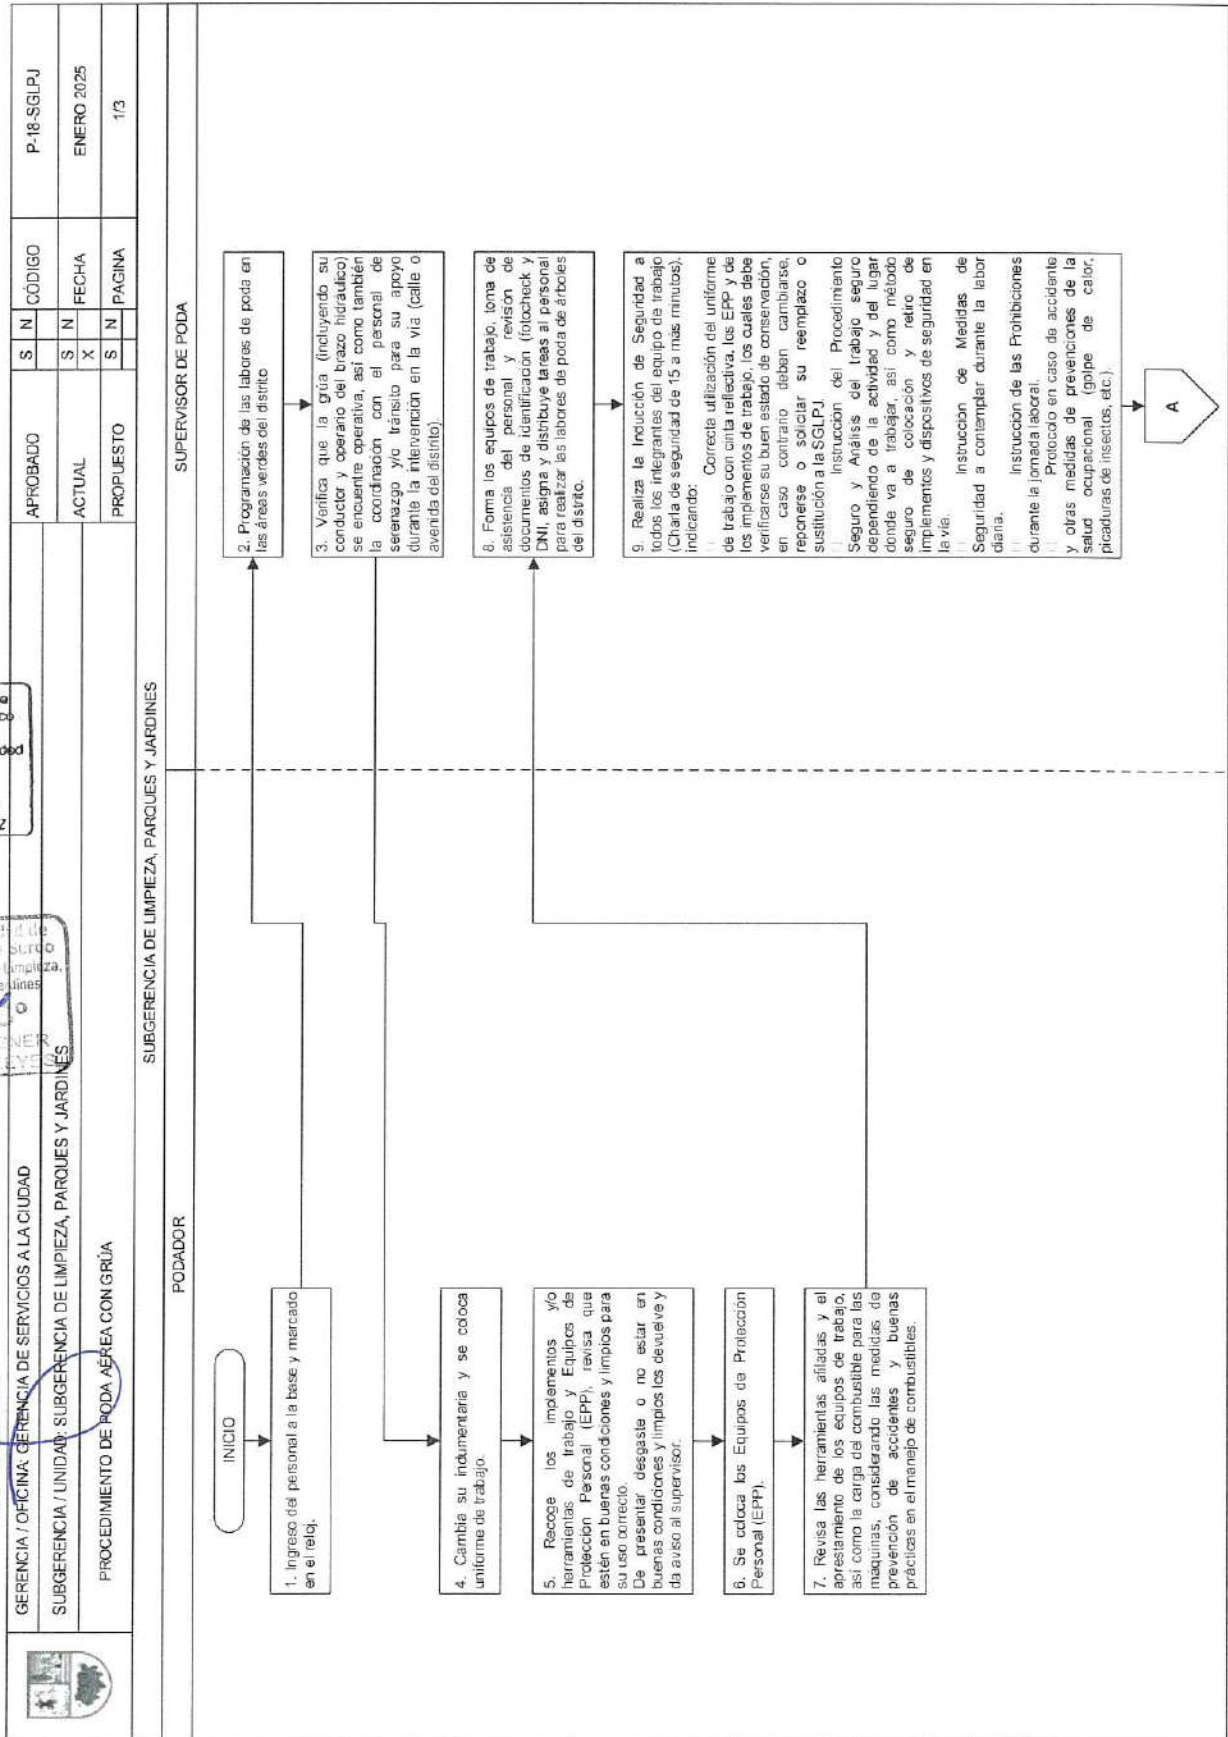 GERENCIA / OFICINA: GERENCIA DE SERVICIOS A LA CIUDAD
APROBADO
S N
CÓDIGO
P-18-SGLPJ
SUBGERENCIA / UNIDAD: SUBGERENCIA DE LIMPIEZA, PARQUES Y JARDINES
ACTUAL
S N
X
FECHA
ENERO 2025
PROCEDIMIENTO DE PODA AÉREA CON GRÚA
PROPUESTO
S N
PAGINA
1/3
SUBGERENCIA DE LIMPIEZA, PARQUES Y JARDINES
PODADOR
SUPERVISOR DE PODA
INICIO
1. Ingreso del personal a la base y marcado
en el reloj.
2. Programación de las labores de poda en
las áreas verdes del distrito
3. Verifica que la grúa (incluyendo su
conductor y operario del brazo hidráulico)
se encuentre operativa, así como también
la coordinación con el personal de
serenazgo y/o tránsito para su apoyo
durante la intervención en la vía (calle o
avenida del distrito).
4. Cambia su indumentaria y se coloca
uniforme de trabajo.
5. Recoge los implementos y/o
herramientas de trabajo y Equipos de
Protección Personal (EPP), revisa que
estén en buenas condiciones y limpios para
su uso correcto.
De presentar desgaste o no estar en
buenas condiciones y limpios los devuelve y
da aviso al supervisor.
6. Se coloca los Equipos de Protección
Personal (EPP).
7. Revisa las herramientas afiladas y el
aprestamiento de los equipos de trabajo,
así como la carga del combustible para las
máquinas, considerando las medidas de
prevención de accidentes y buenas
prácticas en el manejo de combustibles.
8. Forma los equipos de trabajo, toma de
asistencia del personal y revisión de
documentos de identificación (fotocheck y
DNI, asigna y distribuye tareas al personal
para realizar las labores de poda de árboles
del distrito.
9. Realiza la Inducción de Seguridad a
todos los integrantes del equipo de trabajo
(Charla de seguridad de 15 a más minutos),
indicando:
Correcta utilización del uniforme
de trabajo con cinta reflectiva, los EPP y de
los implementos de trabajo, los cuales debe
verificarse su buen estado de conservación,
en caso contrario deben cambiarse,
reponerse o solicitar su reemplazo o
sustitución a la SGLPJ.
Instrucción del Procedimiento
Seguro y Análisis del trabajo seguro
dependiendo de la actividad y del lugar
donde va a trabajar, así como método
seguro de colocación y retiro de
implementos y dispositivos de seguridad en
la vía.
Instrucción de Medidas de
Seguridad a contemplar durante la labor
diaria.
Instrucción de las Prohibiciones
durante la jornada laboral.
Protocolo en caso de accidente
y otras medidas de prevenciones de la
salud ocupacional (golpe de calor,
picaduras de insectos, etc.).
A